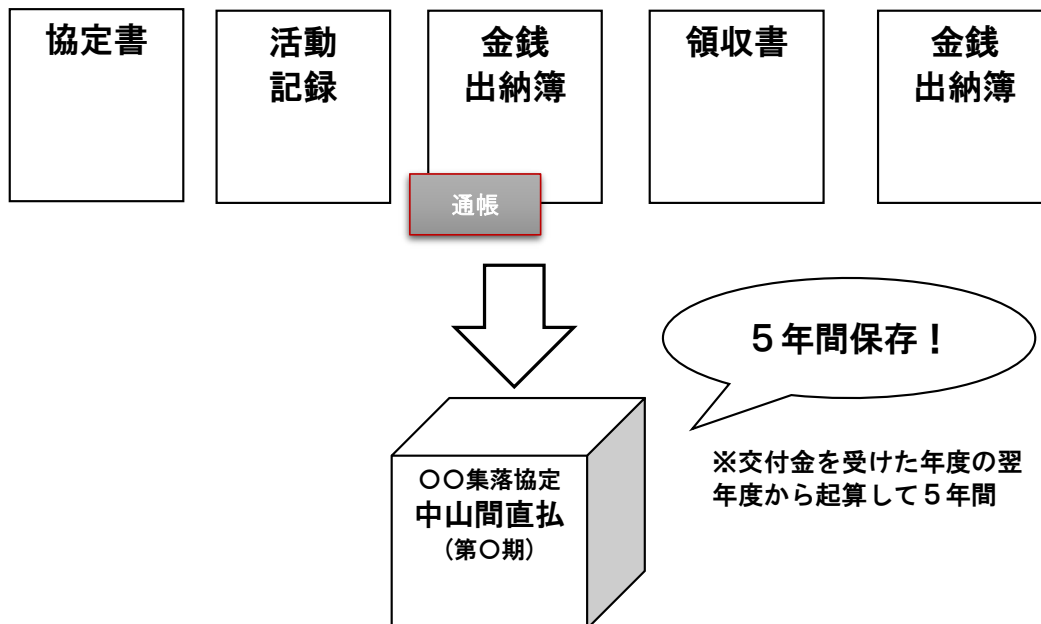 協定書
活動
記録
金銭
出納簿
領収書
金銭
出納簿
通帳
５年間保存！
※交付金を受けた年度の翌
年度から起算して５年間
〇〇集落協定
中山間直払
（第〇期）